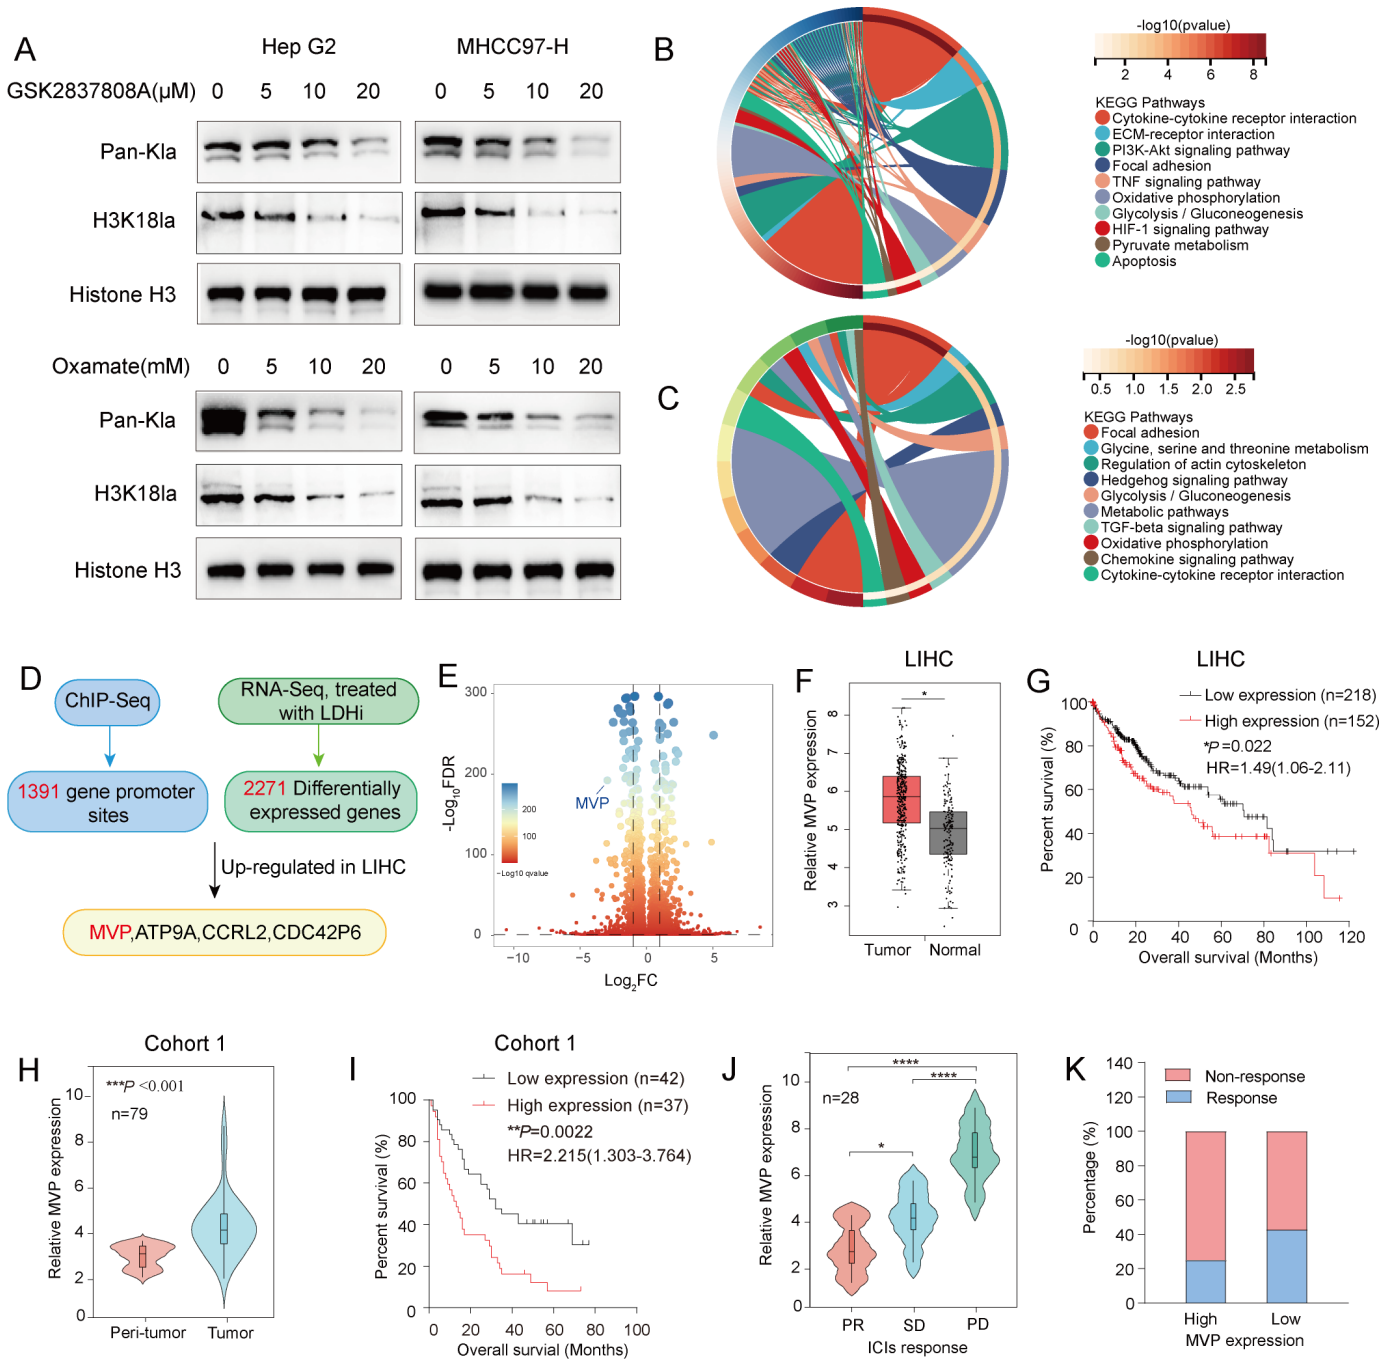 A
Hep G2
MHCC97-H
GSK2837808A(μM)
0 5 10 20
0 5 10 20
Pan-Kla
H3K18la
Histone H3
Oxamate(mM)
0 5 10 20
0 5 10 20
Pan-Kla
H3K18la
Histone H3
B
-log10(pvalue)
2 4 6 8
KEGG Pathways
Cytokine-cytokine receptor interaction
ECM-receptor interaction
PI3K-Akt signaling pathway
Focal adhesion
TNF signaling pathway
Oxidative phosphorylation
Glycolysis / Gluconeogenesis
HIF-1 signaling pathway
Pyruvate metabolism
Apoptosis
C
-log10(pvalue)
0.5 1.0 1.5 2.0 2.5
KEGG Pathways
Focal adhesion
Glycine, serine and threonine metabolism
Regulation of actin cytoskeleton
Hedgehog signaling pathway
Glycolysis / Gluconeogenesis
Metabolic pathways
TGF-beta signaling pathway
Oxidative phosphorylation
Chemokine signaling pathway
Cytokine-cytokine receptor interaction
D
ChIP-Seq
RNA-Seq, treated
with LDHi
1391 gene promoter
sites
2271 Differentially
expressed genes
Up-regulated in LIHC
MVP,ATP9A,CCRL2,CDC42P6
E
-Log10FDR
300
200
100
0
MVP
200
100
-Log10 qvalue
-10 -5 0 5
Log2FC
F
LIHC
Relative MVP expression
8
7
6
5
4
3
*
Tumor Normal
G
LIHC
Percent survival (%)
100
80
60
40
20
0
Low expression (n=218)
High expression (n=152)
*P =0.022
HR=1.49(1.06-2.11)
0 20 40 60 80 100 120
Overall survival (Months)
H
Cohort 1
Relative MVP expression
10
8
6
4
2
0
***P <0.001
n=79
Peri-tumor Tumor
I
Cohort 1
Low expression (n=42)
High expression (n=37)
**P=0.0022
HR=2.215(1.303-3.764)
Percent survival (%)
100
80
60
40
20
0
0 20 40 60 80 100
Overall survial (Months)
J
Relative MVP expression
10
8
6
4
2
0
n=28
****
****
*
PR SD PD
ICIs response
K
Percentage (%)
140
120
100
80
60
40
20
0
Non-response
Response
High Low
MVP expression